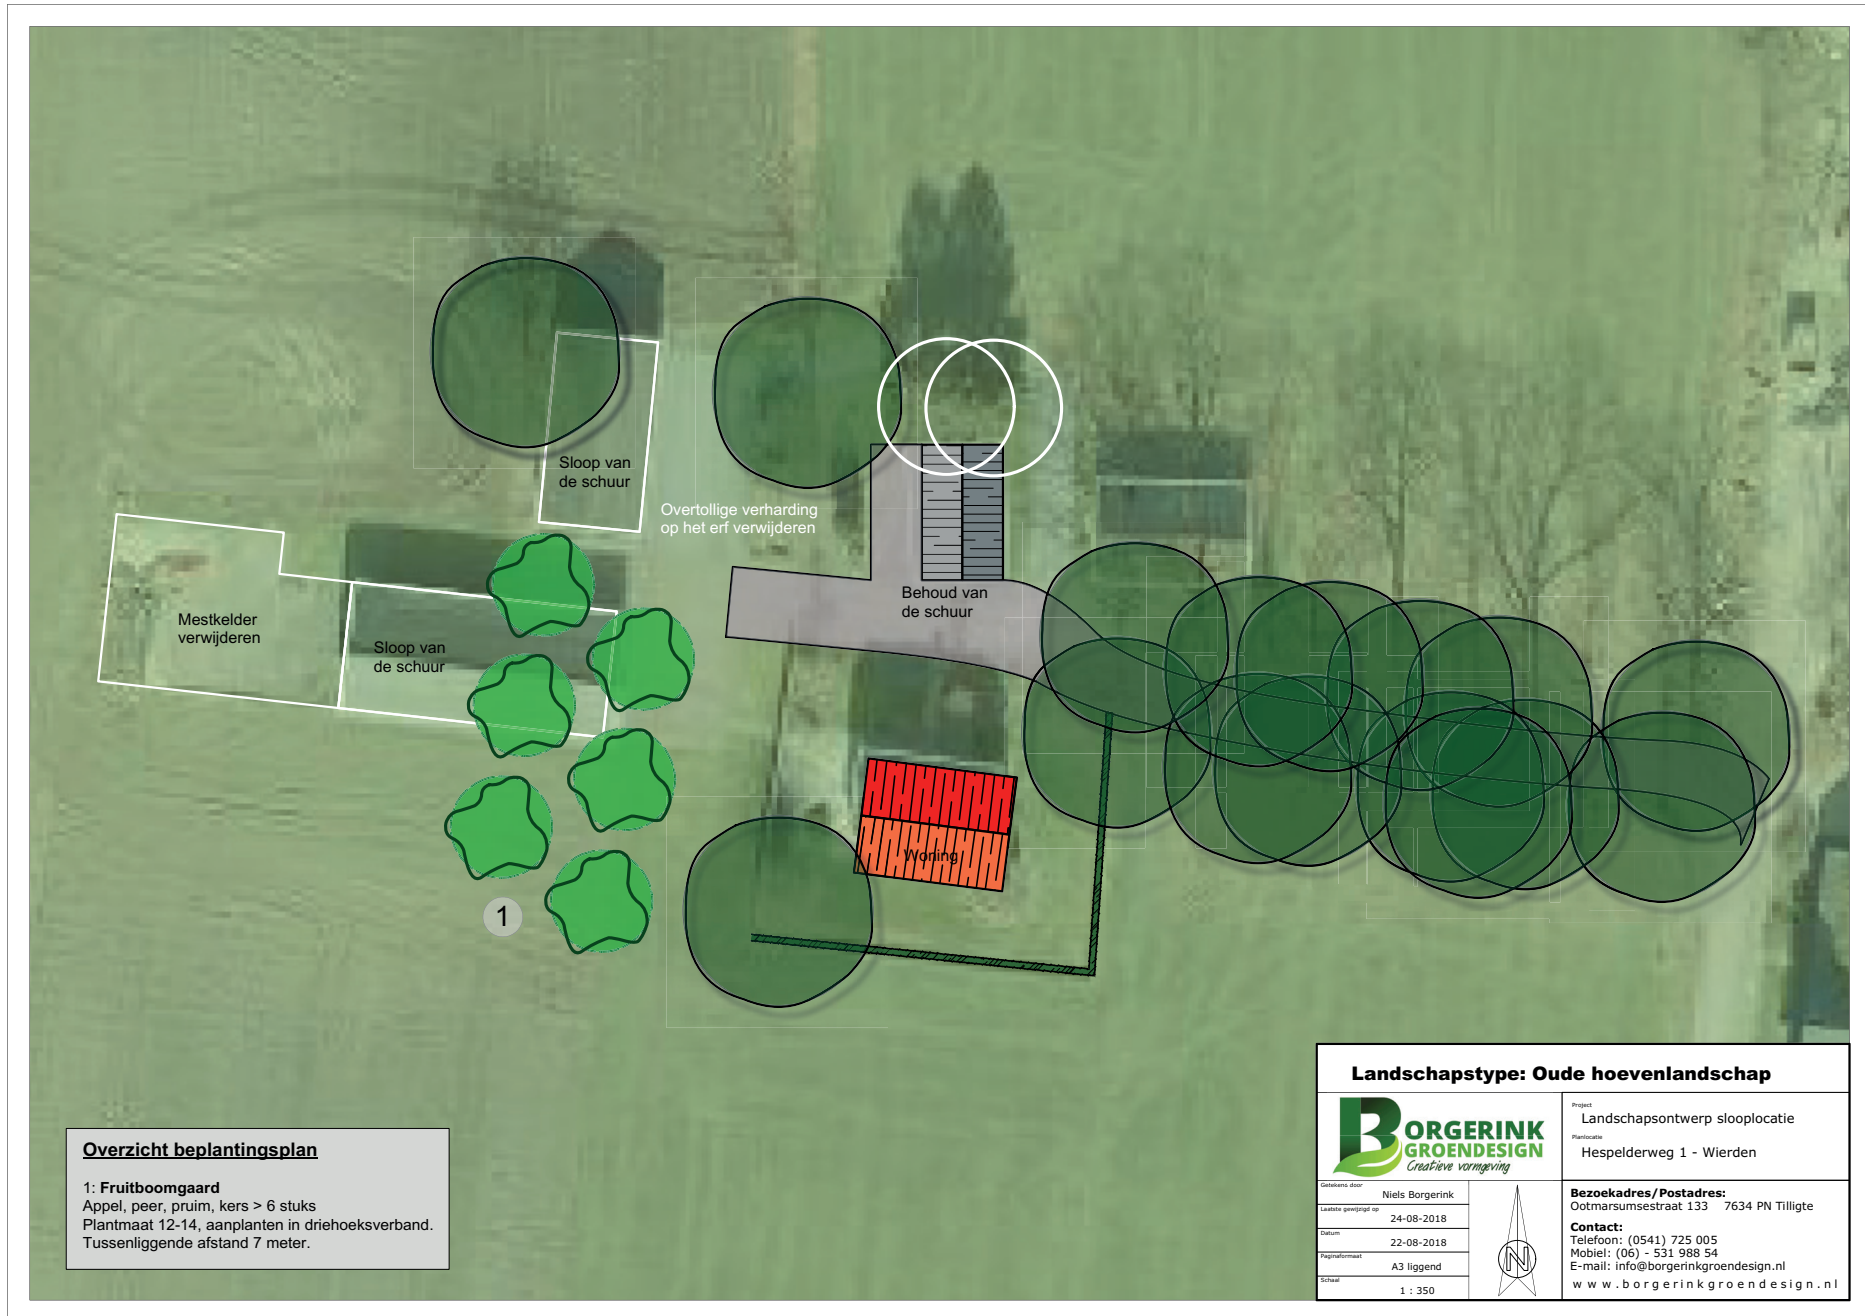 Sloop van
de schuur
Overtollige verharding
op het erf verwijderen
Behoud van
de schuur
Mestkelder
verwijderen
Sloop van
de schuur
Woning
1
Overzicht beplantingsplan
1: Fruitboomgaard
Appel, peer, pruim, kers > 6 stuks
Plantmaat 12-14, aanplanten in driehoeksverband.
Tussenliggende afstand 7 meter.
Landschapstype: Oude hoevenlandschap
BORGERINK
GROENDESIGN
Creatieve vormgeving
Project
Landschapsontwerp slooplocatie
Planlocatie
Hespelderweg 1 - Wierden
Getekend door
Niels Borgerink
Laatste gewijzigd op
24-08-2018
Datum
22-08-2018
Paginaformaat
A3 liggend
Schaal
1 : 350
N
Bezoekadres/Postadres:
Ootmarsumsestraat 133 7634 PN Tilligte
Contact:
Telefoon: (0541) 725 005
Mobiel: (06) - 531 988 54
E-mail: info@borgerinkgroendesign.nl
www.borgerinkgroendesign.nl